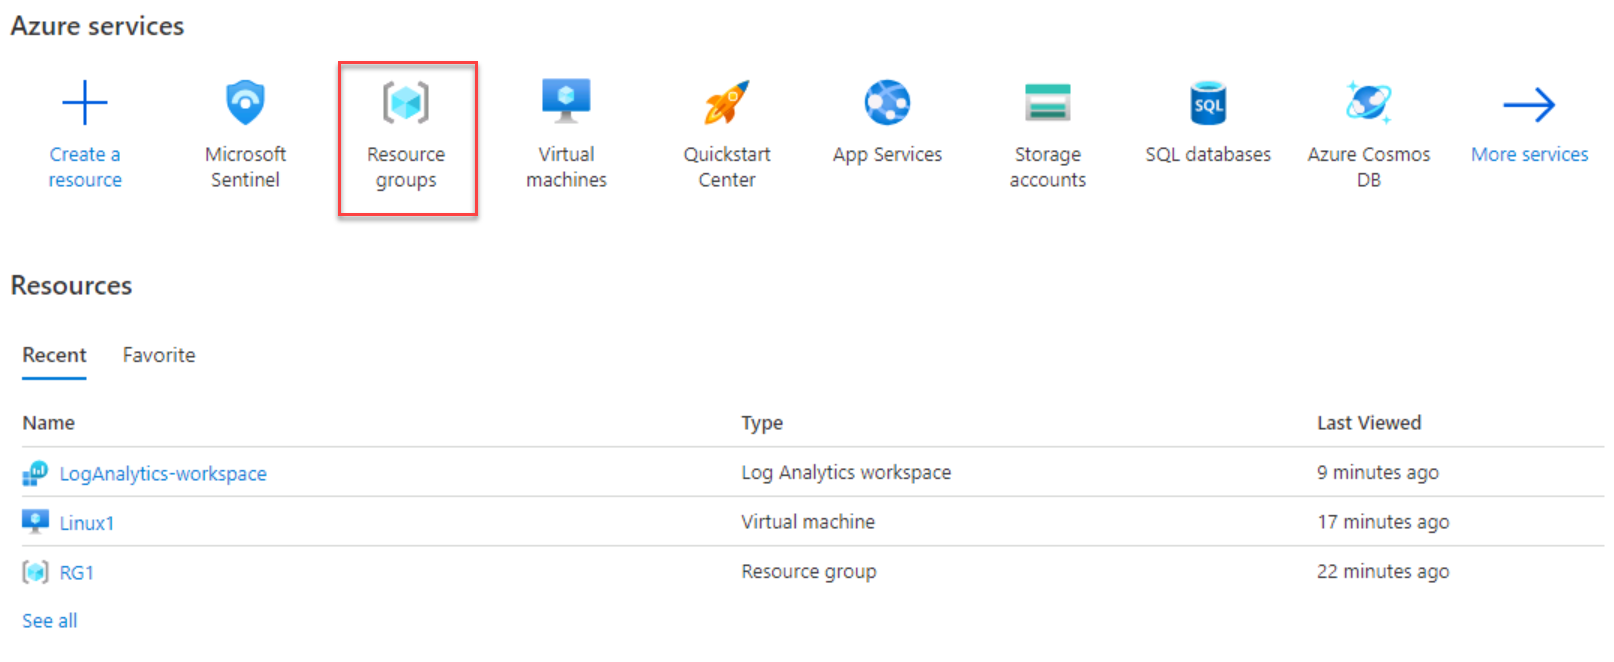 Azure services
Create a
resource
Microsoft
Sentinel
Resource
groups
Virtual
machines
Quickstart
Center
App Services
Storage
accounts
SQL
SQL databases
Azure Cosmos
DB
More services
Resources
Recent Favorite
Name Type Last Viewed
LogAnalytics-workspace Log Analytics workspace 9 minutes ago
Linux1 Virtual machine 17 minutes ago
RG1 Resource group 22 minutes ago
See all